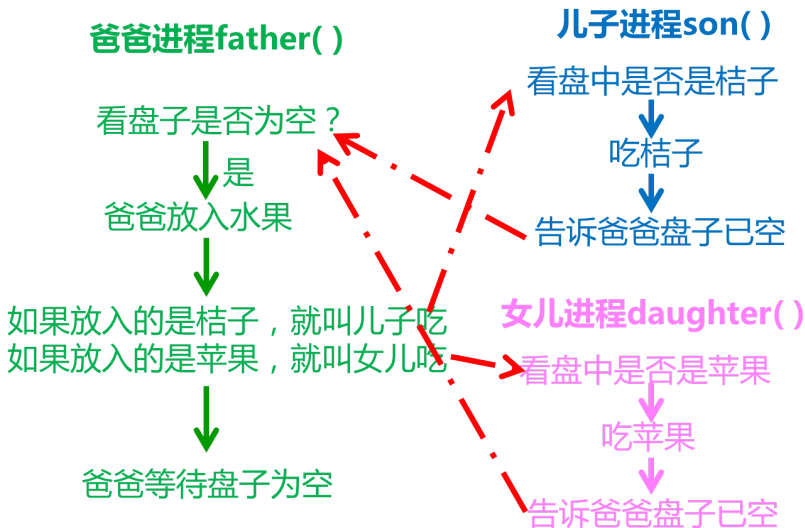 爸爸进程father( )
看盘子是否为空？
是
爸爸放入水果
如果放入的是桔子，就叫儿子吃
如果放入的是苹果，就叫女儿吃
爸爸等待盘子为空
儿子进程son( )
看盘中是否是桔子
吃桔子
告诉爸爸盘子已空
女儿进程daughter( )
看盘中是否是苹果
吃苹果
告诉爸爸盘子已空